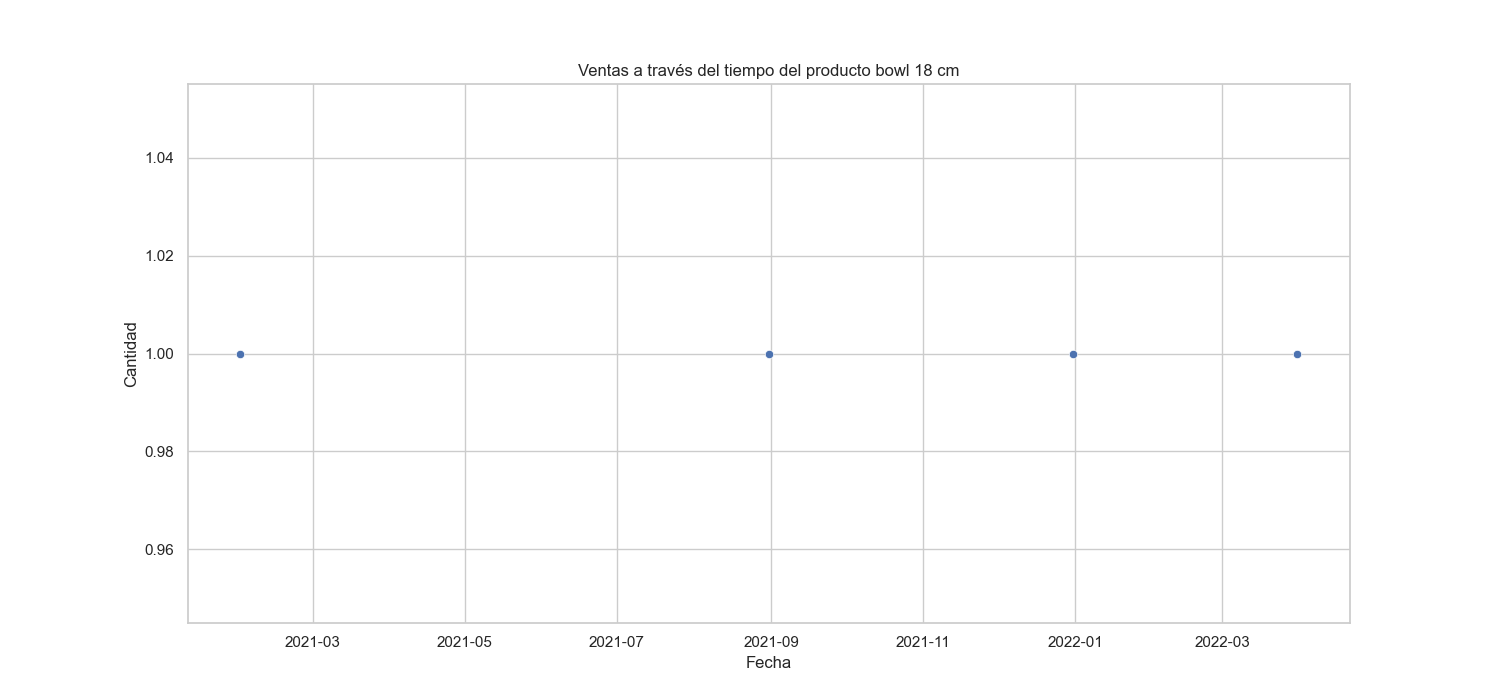 Ventas a través del tiempo del producto bowl 18 cm
1.04
1.02
1.00
0.98
0.96
Cantidad
2021-03 2021-05 2021-07 2021-09 2021-11 2022-01 2022-03
Fecha